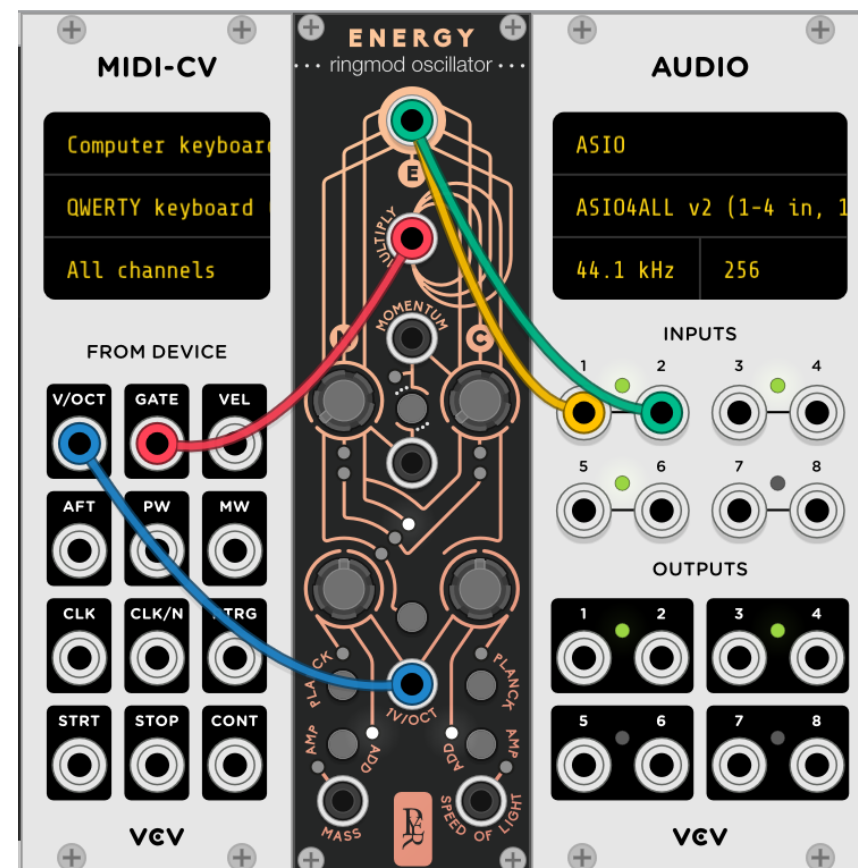 MIDI-CV
Computer keyboar
QWERTY keyboard
All channels
FROM DEVICE
V/OCT GATE VEL
AFT PW MW
CLK CLK/N
STRT STOP CONT
VCV
ENERGY
ringmod oscillator
E
MOMENTUM
C
PLANCK
1V/OCT
AMP ADD ADD AMP
MASS
SPEED OF LIGHT
AUDIO
ASIO
ASIO4ALL v2 (1-4 in, 1
44.1 kHz 256
INPUTS
1 2 3 4
5 6 7 8
OUTPUTS
1 2 3 4
5 6 7 8
VCV